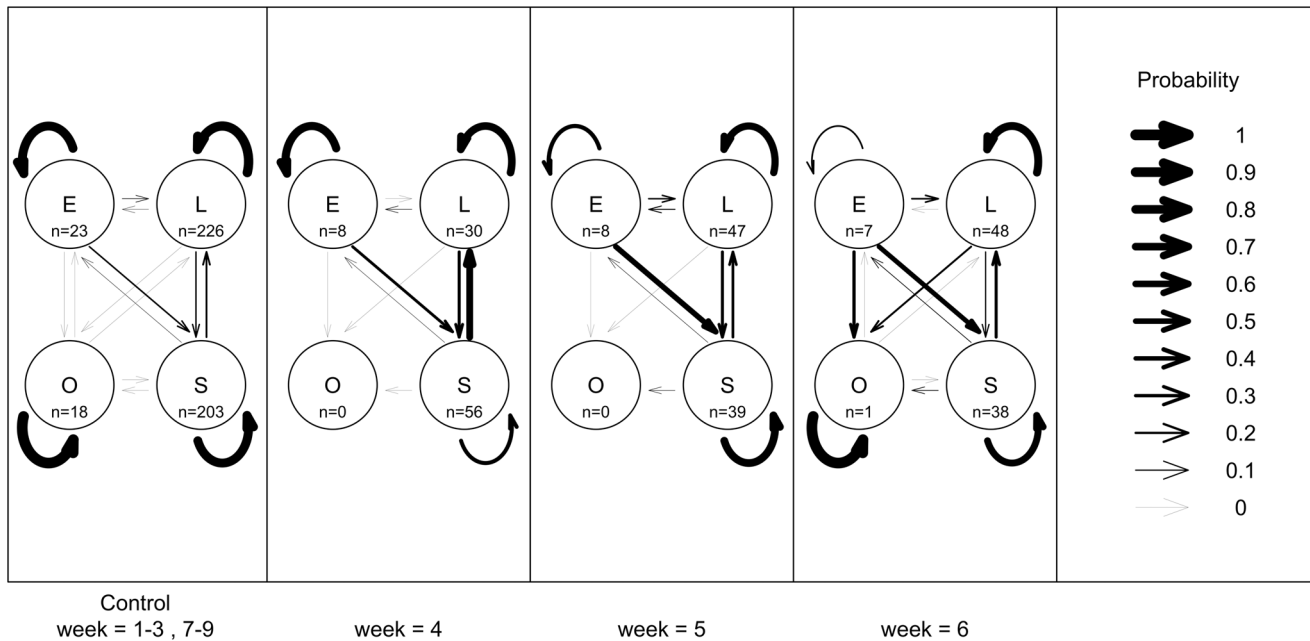 Probability
1
0.9
0.8
0.7
0.6
0.5
0.4
0.3
0.2
0.1
0
E
n=23
L
n=226
O
n=18
S
n=203
E
n=8
L
n=30
O
n=0
S
n=56
E
n=8
L
n=47
O
n=0
S
n=39
E
n=7
L
n=48
O
n=1
S
n=38
Control
week = 1-3 , 7-9
week = 4
week = 5
week = 6